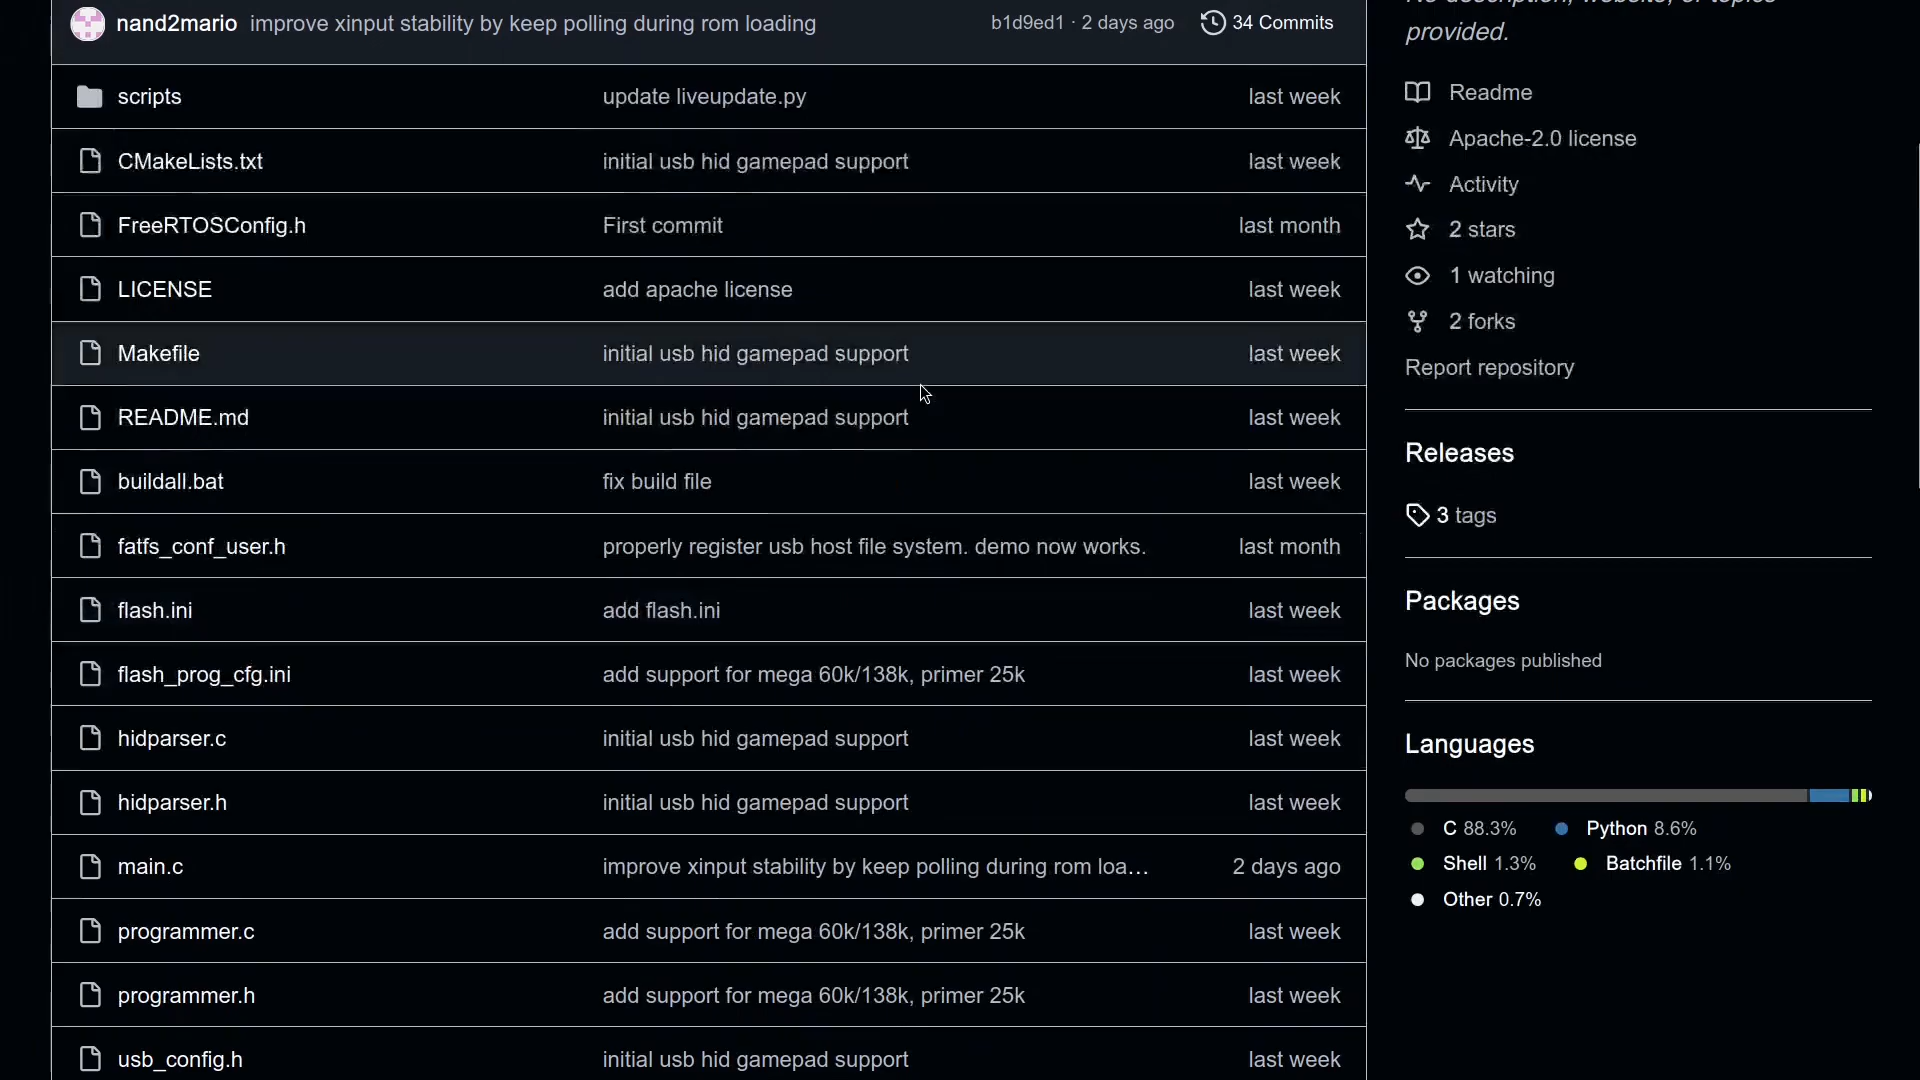 nand2mario improve xinput stability by keep polling during rom loading b1d9ed1 · 2 days ago 34 Commits
scripts update liveupdate.py last week
CMakeLists.txt initial usb hid gamepad support last week
FreeRTOSConfig.h First commit last month
LICENSE add apache license last week
Makefile initial usb hid gamepad support last week
README.md initial usb hid gamepad support last week
buildall.bat fix build file last week
fatfs_conf_user.h properly register usb host file system. demo now works. last month
flash.ini add flash.ini last week
flash_prog_cfg.ini add support for mega 60k/138k, primer 25k last week
hidparser.c initial usb hid gamepad support last week
hidparser.h initial usb hid gamepad support last week
main.c improve xinput stability by keep polling during rom loa... 2 days ago
programmer.c add support for mega 60k/138k, primer 25k last week
programmer.h add support for mega 60k/138k, primer 25k last week
usb_config.h initial usb hid gamepad support last week
No description, website, or topics
provided.
Readme
Apache-2.0 license
Activity
2 stars
1 watching
2 forks
Report repository
Releases
3 tags
Packages
No packages published
Languages
C 88.3% Python 8.6%
Shell 1.3% Batchfile 1.1%
Other 0.7%